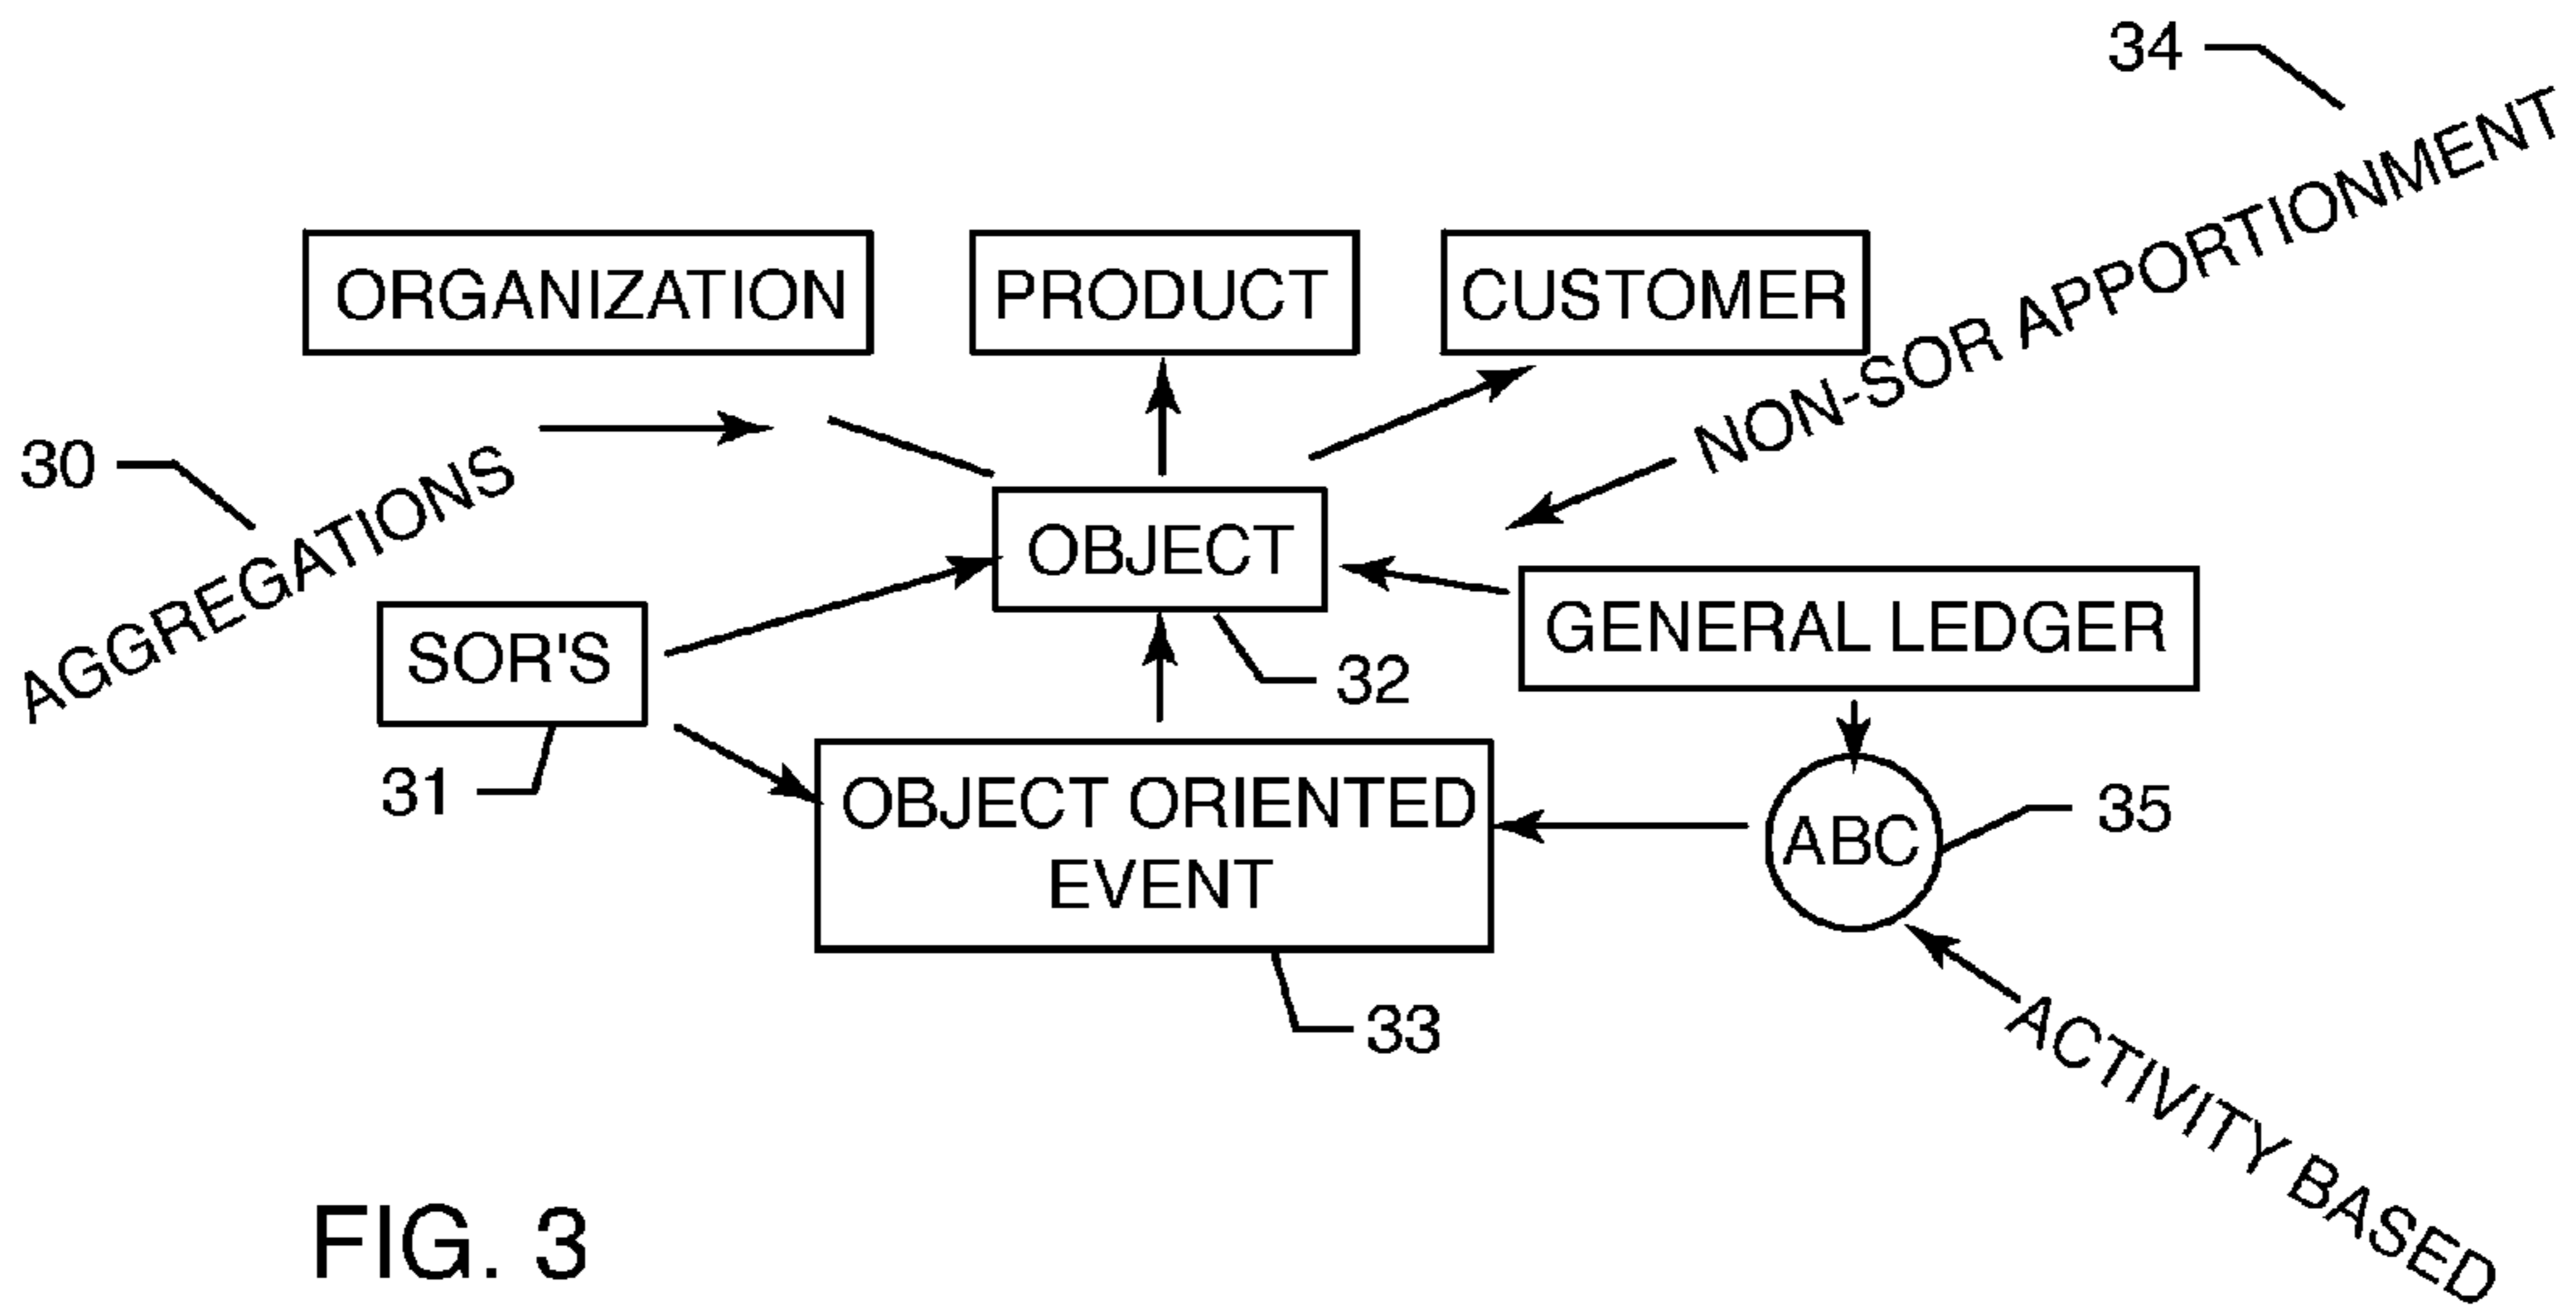 34
NON-SOR APPORTIONMENT
ORGANIZATION
PRODUCT
CUSTOMER
30
AGGREGATIONS
OBJECT
SOR'S
32
GENERAL LEDGER
31
OBJECT ORIENTED
EVENT
ABC
35
33
ACTIVITY BASED
FIG. 3